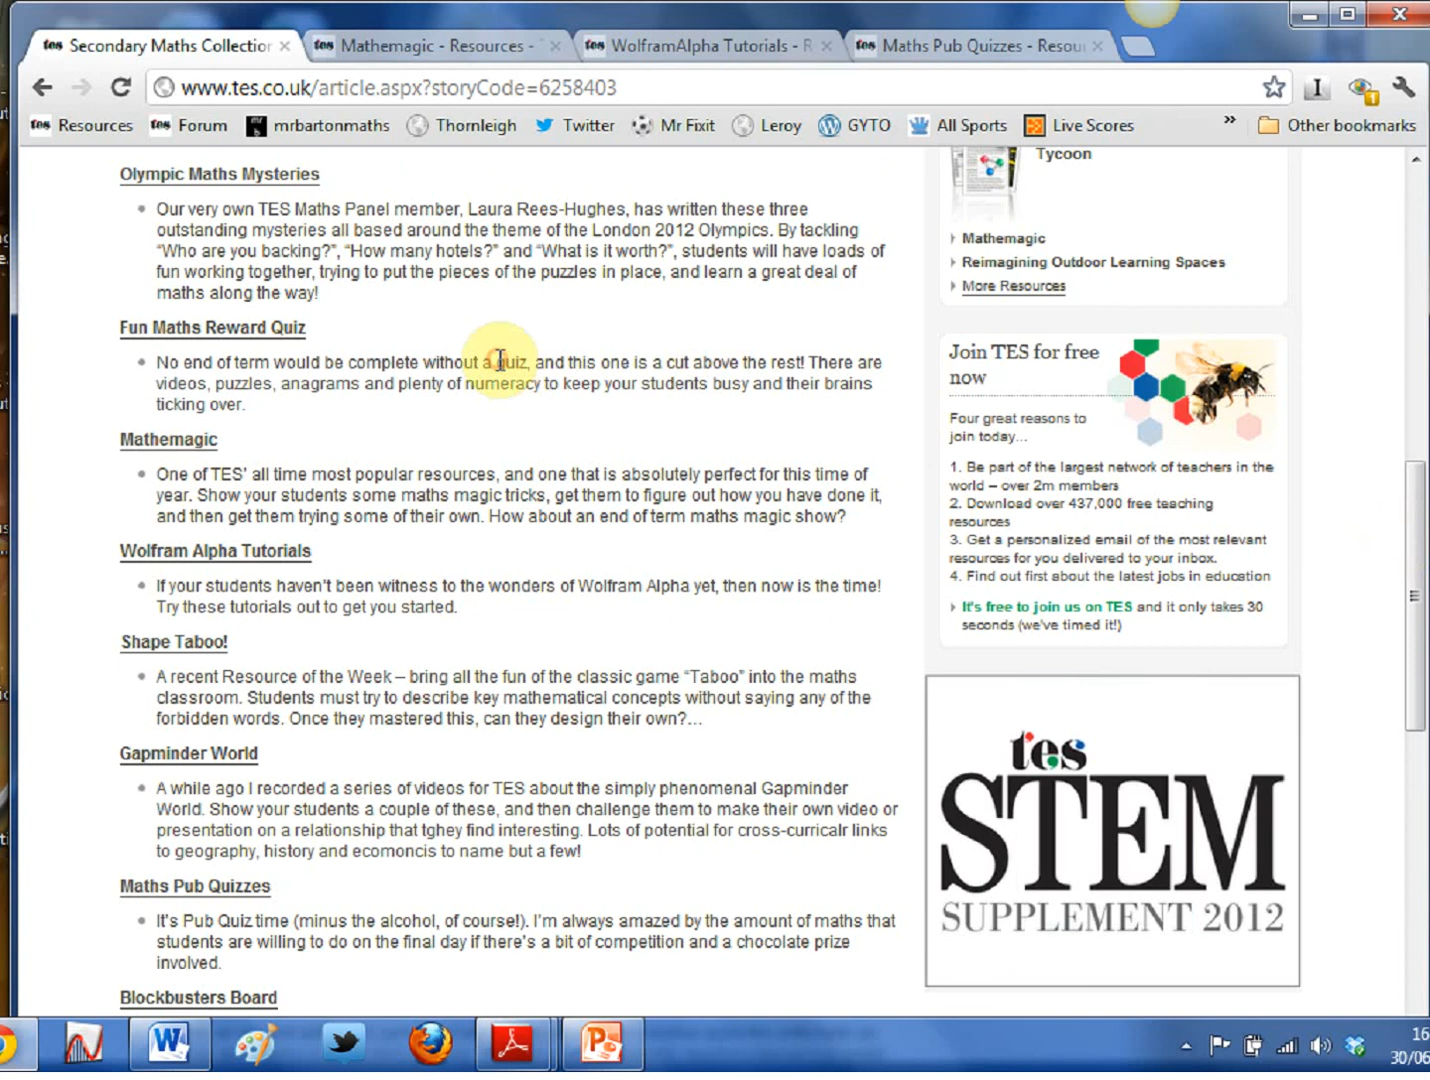 tes Secondary Maths Collection
tes Mathemagic - Resources -
tes WolframAlpha Tutorials - R
tes Maths Pub Quizzes - Resou
www.tes.co.uk/article.aspx?storyCode=6258403
tes Resources
tes Forum
mrbartonmaths
Thornleigh
Twitter
Mr Fixit
Leroy
GYTO
All Sports
Live Scores
»
Other bookmarks
Olympic Maths Mysteries
Our very own TES Maths Panel member, Laura Rees-Hughes, has written these three
outstanding mysteries all based around the theme of the London 2012 Olympics. By tackling
“Who are you backing?”, “How many hotels?” and “What is it worth?”, students will have loads of
fun working together, trying to put the pieces of the puzzles in place, and learn a great deal of
maths along the way!
Fun Maths Reward Quiz
No end of term would be complete without a quiz, and this one is a cut above the rest! There are
videos, puzzles, anagrams and plenty of numeracy to keep your students busy and their brains
ticking over.
Mathemagic
One of TES' all time most popular resources, and one that is absolutely perfect for this time of
year. Show your students some maths magic tricks, get them to figure out how you have done it,
and then get them trying some of their own. How about an end of term maths magic show?
Wolfram Alpha Tutorials
If your students haven't been witness to the wonders of Wolfram Alpha yet, then now is the time!
Try these tutorials out to get you started.
Shape Taboo!
A recent Resource of the Week – bring all the fun of the classic game “Taboo” into the maths
classroom. Students must try to describe key mathematical concepts without saying any of the
forbidden words. Once they mastered this, can they design their own?...
Gapminder World
A while ago I recorded a series of videos for TES about the simply phenomenal Gapminder
World. Show your students a couple of these, and then challenge them to make their own video or
presentation on a relationship that tghey find interesting. Lots of potential for cross-curricalr links
to geography, history and ecomoncis to name but a few!
Maths Pub Quizzes
It's Pub Quiz time (minus the alcohol, of course!). I'm always amazed by the amount of maths that
students are willing to do on the final day if there's a bit of competition and a chocolate prize
involved.
Blockbusters Board
Tycoon
Mathemagic
Reimagining Outdoor Learning Spaces
More Resources
Join TES for free
now
Four great reasons to
join today...
1. Be part of the largest network of teachers in the
world – over 2m members
2. Download over 437,000 free teaching
resources
3. Get a personalized email of the most relevant
resources for you delivered to your inbox.
4. Find out first about the latest jobs in education
It's free to join us on TES and it only takes 30
seconds (we've timed it!)
tes
STEM
SUPPLEMENT 2012
16
30/06